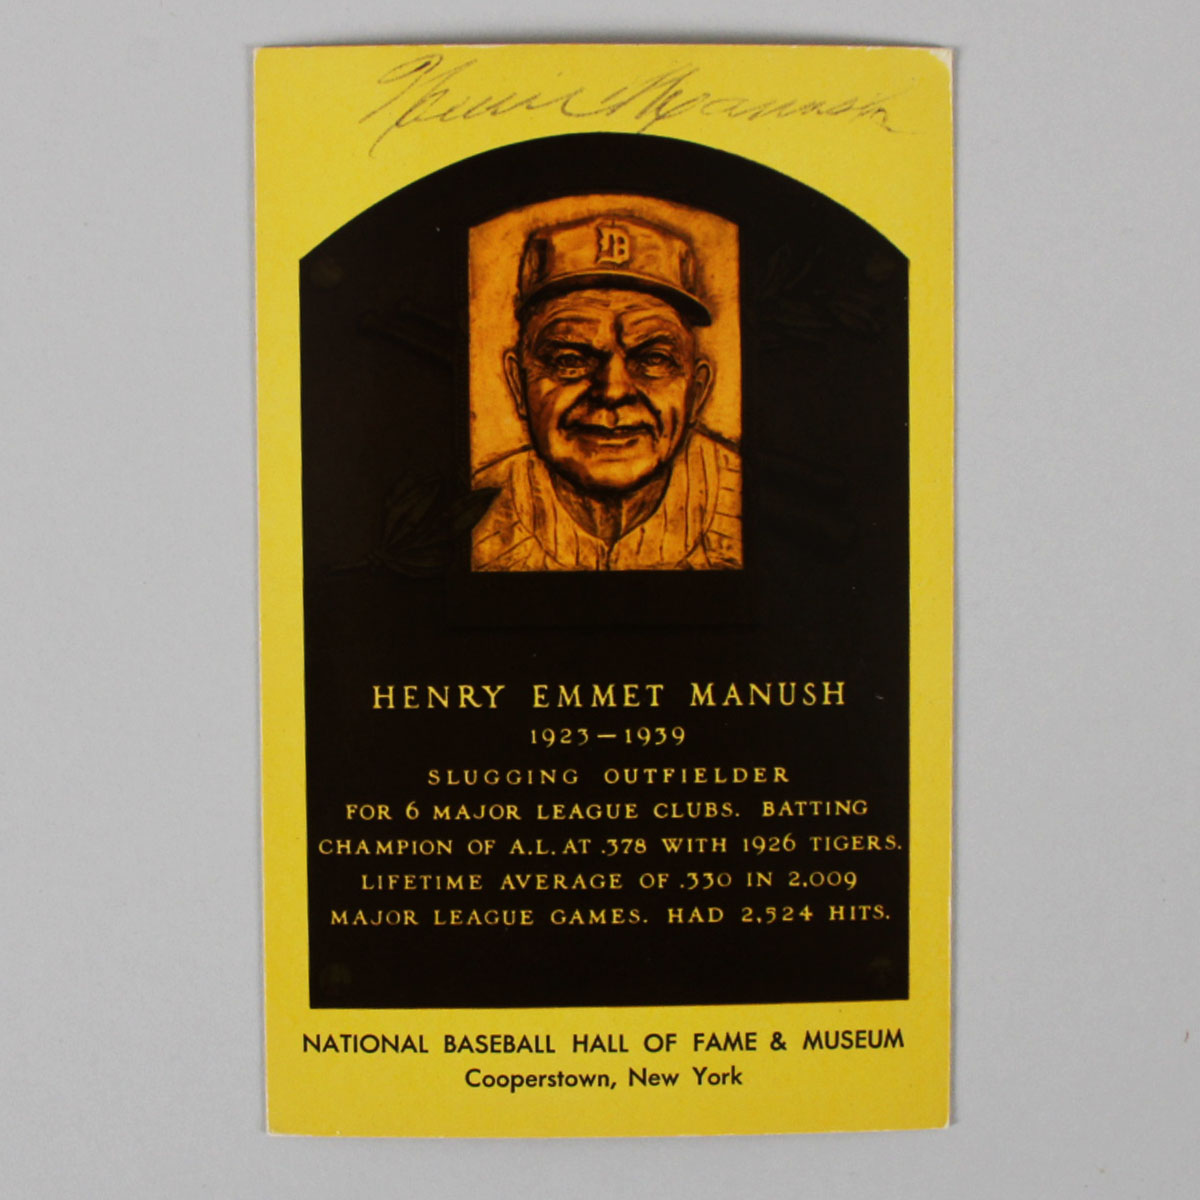 Heinie Manush
D
HENRY EMMET MANUSH
1923—1939
SLUGGING OUTFIELDER
FOR 6 MAJOR LEAGUE CLUBS. BATTING
CHAMPION OF A.L. AT .378 WITH 1926 TIGERS.
LIFETIME AVERAGE OF .330 IN 2,009
MAJOR LEAGUE GAMES. HAD 2,524 HITS.
NATIONAL BASEBALL HALL OF FAME & MUSEUM
Cooperstown, New York